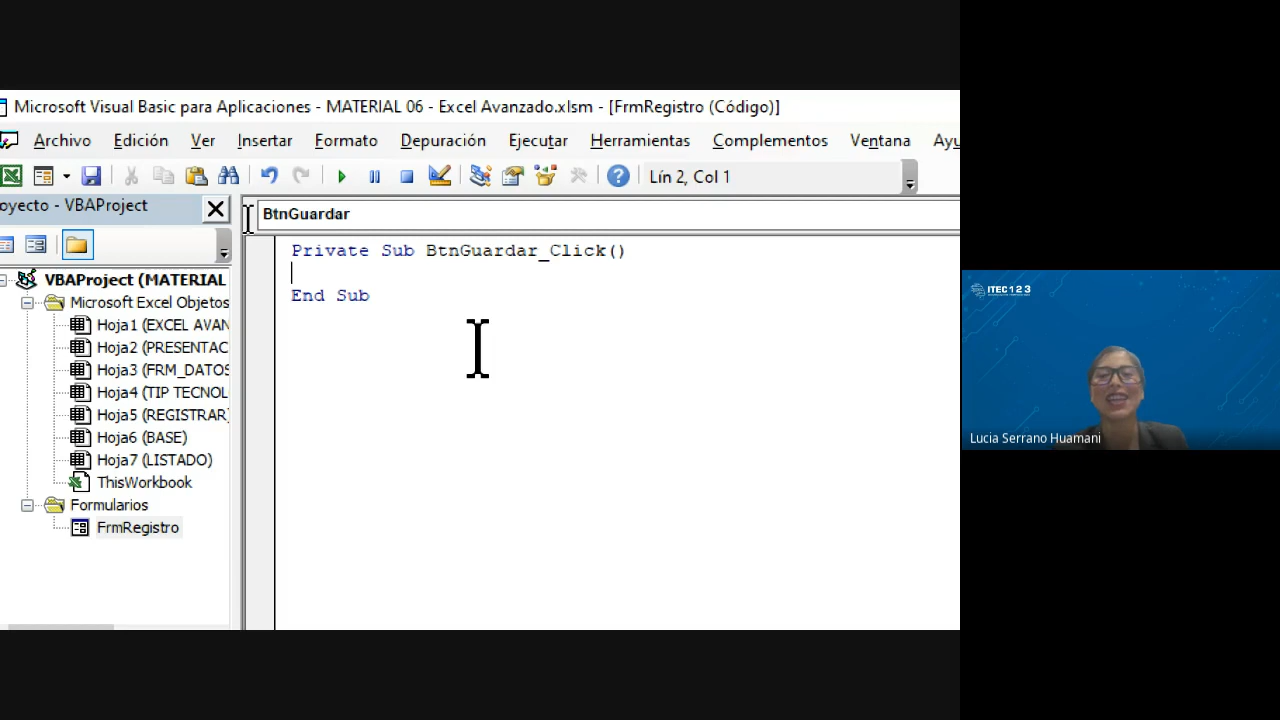 Microsoft Visual Basic para Aplicaciones - MATERIAL 06 - Excel Avanzado.xlsm - [FrmRegistro (Código)]
Archivo Edición Ver Insertar Formato Depuración Ejecutar Herramientas Complementos Ventana Ayu
Lín 2, Col 1
oyecto - VBAProject
BtnGuardar
VBAProject (MATERIAL
Microsoft Excel Objetos
Hoja1 (EXCEL AVAN
Hoja2 (PRESENTAC
Hoja3 (FRM_DATOS
Hoja4 (TIP TECNOL
Hoja5 (REGISTRAR)
Hoja6 (BASE)
Hoja7 (LISTADO)
ThisWorkbook
Formularios
FrmRegistro
Private Sub BtnGuardar_Click()
End Sub
ITEC123
Lucia Serrano Huamani